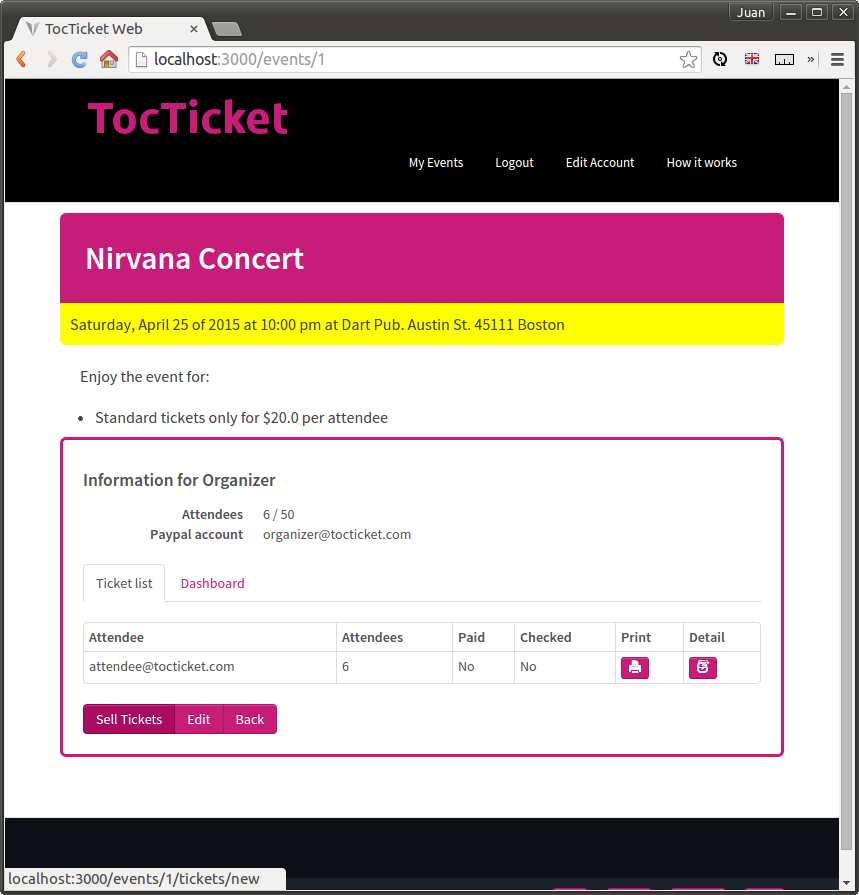 Juan
TocTicket Web
localhost:3000/events/1
TocTicket
My Events Logout Edit Account How it works
Nirvana Concert
Saturday, April 25 of 2015 at 10:00 pm at Dart Pub. Austin St. 45111 Boston
Enjoy the event for:
• Standard tickets only for $20.0 per attendee
Information for Organizer
Attendees 6 / 50
Paypal account organizer@tocticket.com
Ticket list Dashboard
Attendee Attendees Paid Checked Print Detail
attendee@tocticket.com 6 No No
Sell Tickets Edit Back
localhost:3000/events/1/tickets/new